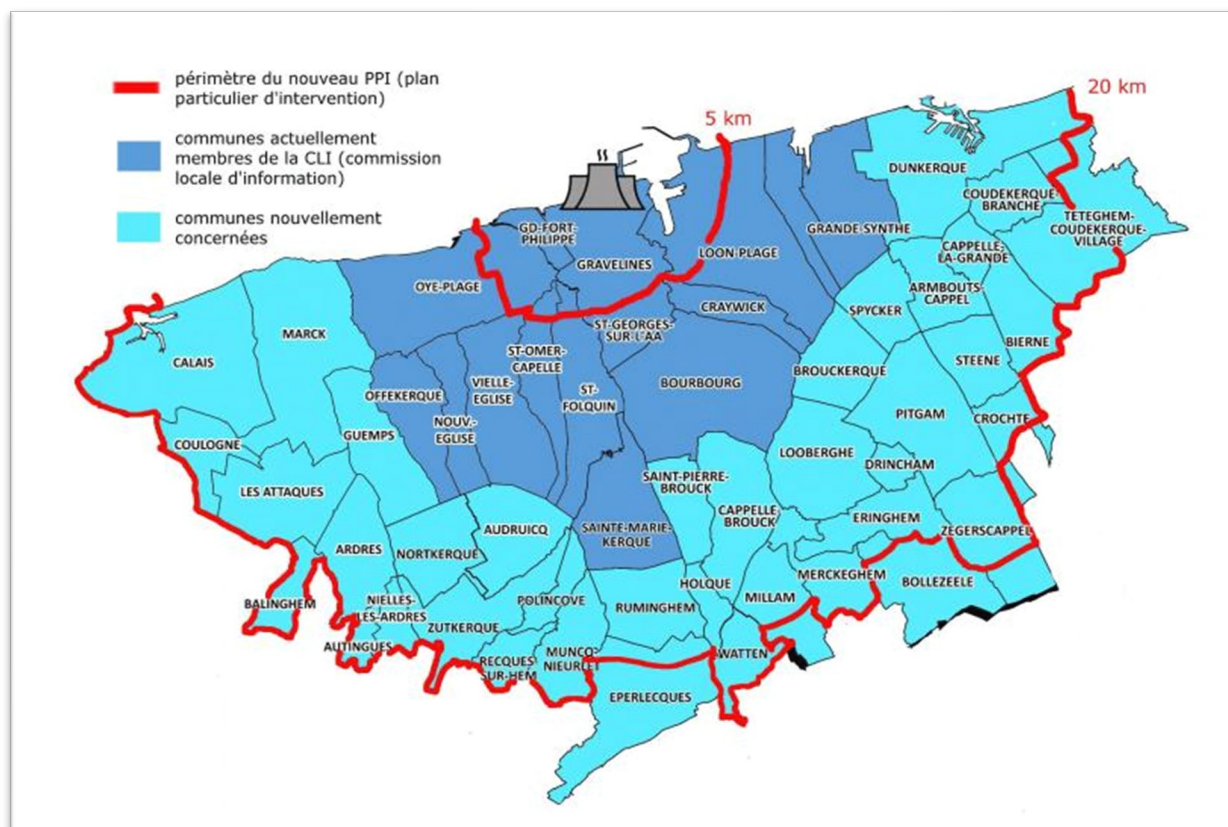 périmètre du nouveau PPI (plan
particulier d'intervention)
communes actuellement
membres de la CLI (commission
locale d'information)
communes nouvellement
concernées
5 km
20 km
DUNKERQUE
COUDEKERQUE-
BRANCHE
TETEGHEM-
COUDEKERQUE-
VILLAGE
GD-FORT-
PHILIPPE
GRAVELINES
LOON-PLAGE
GRANDE-SYNTHE
CAPPELLE-
LA-GRANDE
ARMBOUTS-
CAPPEL
OYE-PLAGE
CRAYWICK
SPYCKER
MARCK
ST-GEORGES-
SUR-L'AA
BIERNE
CALAIS
ST-OMER-
CAPELLE
STEENE
OFFEKERQUE
VIELLE-
EGLISE
ST-
FOLQUIN
BOURBOURG
BROUCKERQUE
NOUV.-
EGLISE
PITGAM
CROCHTE
COULOGNE
GUEMPS
LOOBERGHE
DRINCHAM
LES ATTAQUES
SAINT-PIERRE-
BROUCK
CAPPELLE-
BROUCK
ERINGHEM
ZEGERSCAPPEL
ARDRES
NORTKERQUE
AUDRUICQ
SAINTE-MARIE-
KERQUE
HOLQUE
MILLAM
MERCKEGHEM
BOLLEZEELE
BALINGHEM
NIELLES-
LES-ARDRES
POLINCOVE
RUMINGHEM
ZUTKERQUE
AUTINGUES
RECQUES-
SUR-HEM
MUNCQ-
NIEURLET
WATTEN
EPERLECQUES